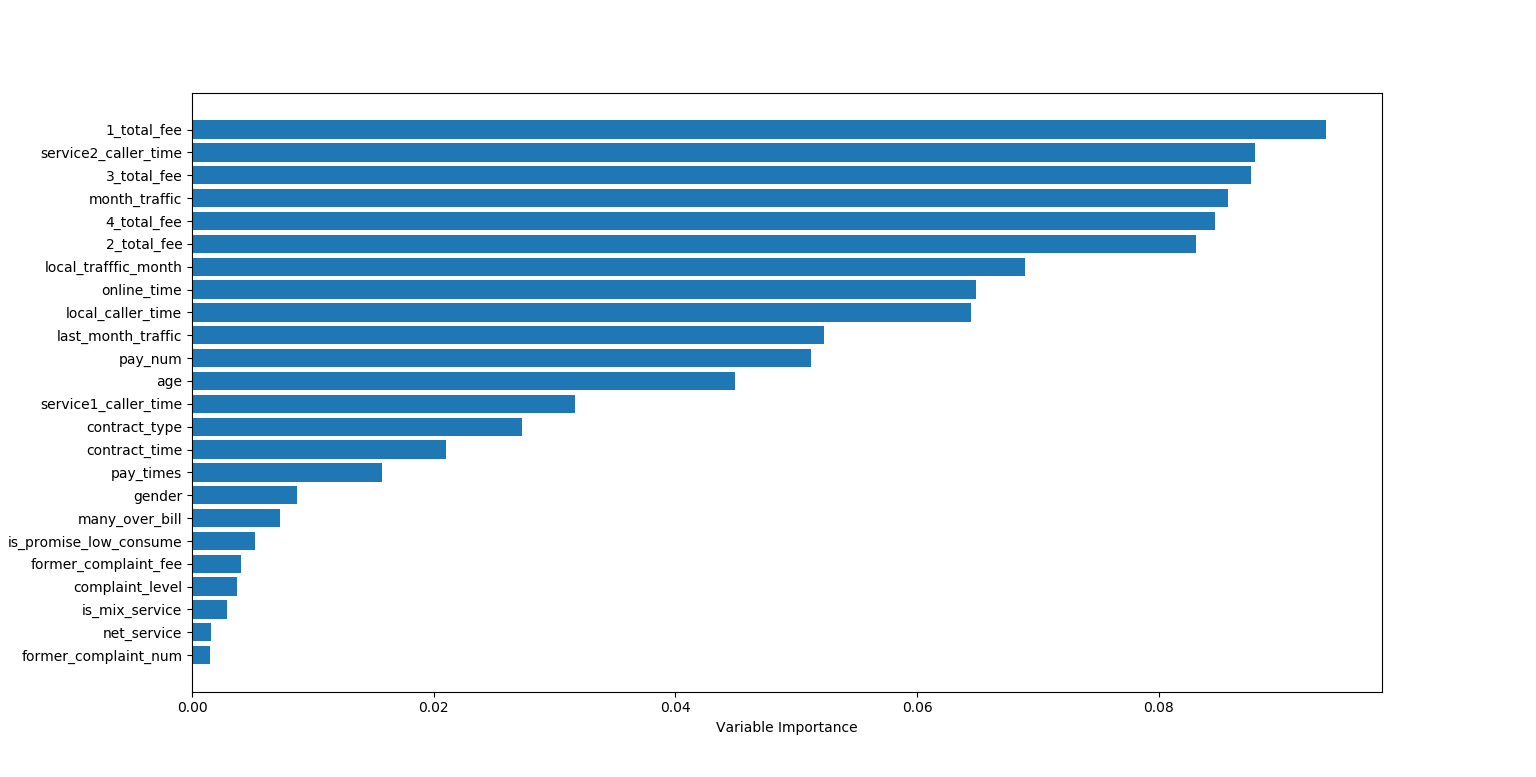 1_total_fee
service2_caller_time
3_total_fee
month_traffic
4_total_fee
2_total_fee
local_trafffic_month
online_time
local_caller_time
last_month_traffic
pay_num
age
service1_caller_time
contract_type
contract_time
pay_times
gender
many_over_bill
is_promise_low_consume
former_complaint_fee
complaint_level
is_mix_service
net_service
former_complaint_num
0.00 0.02 0.04 0.06 0.08
Variable Importance